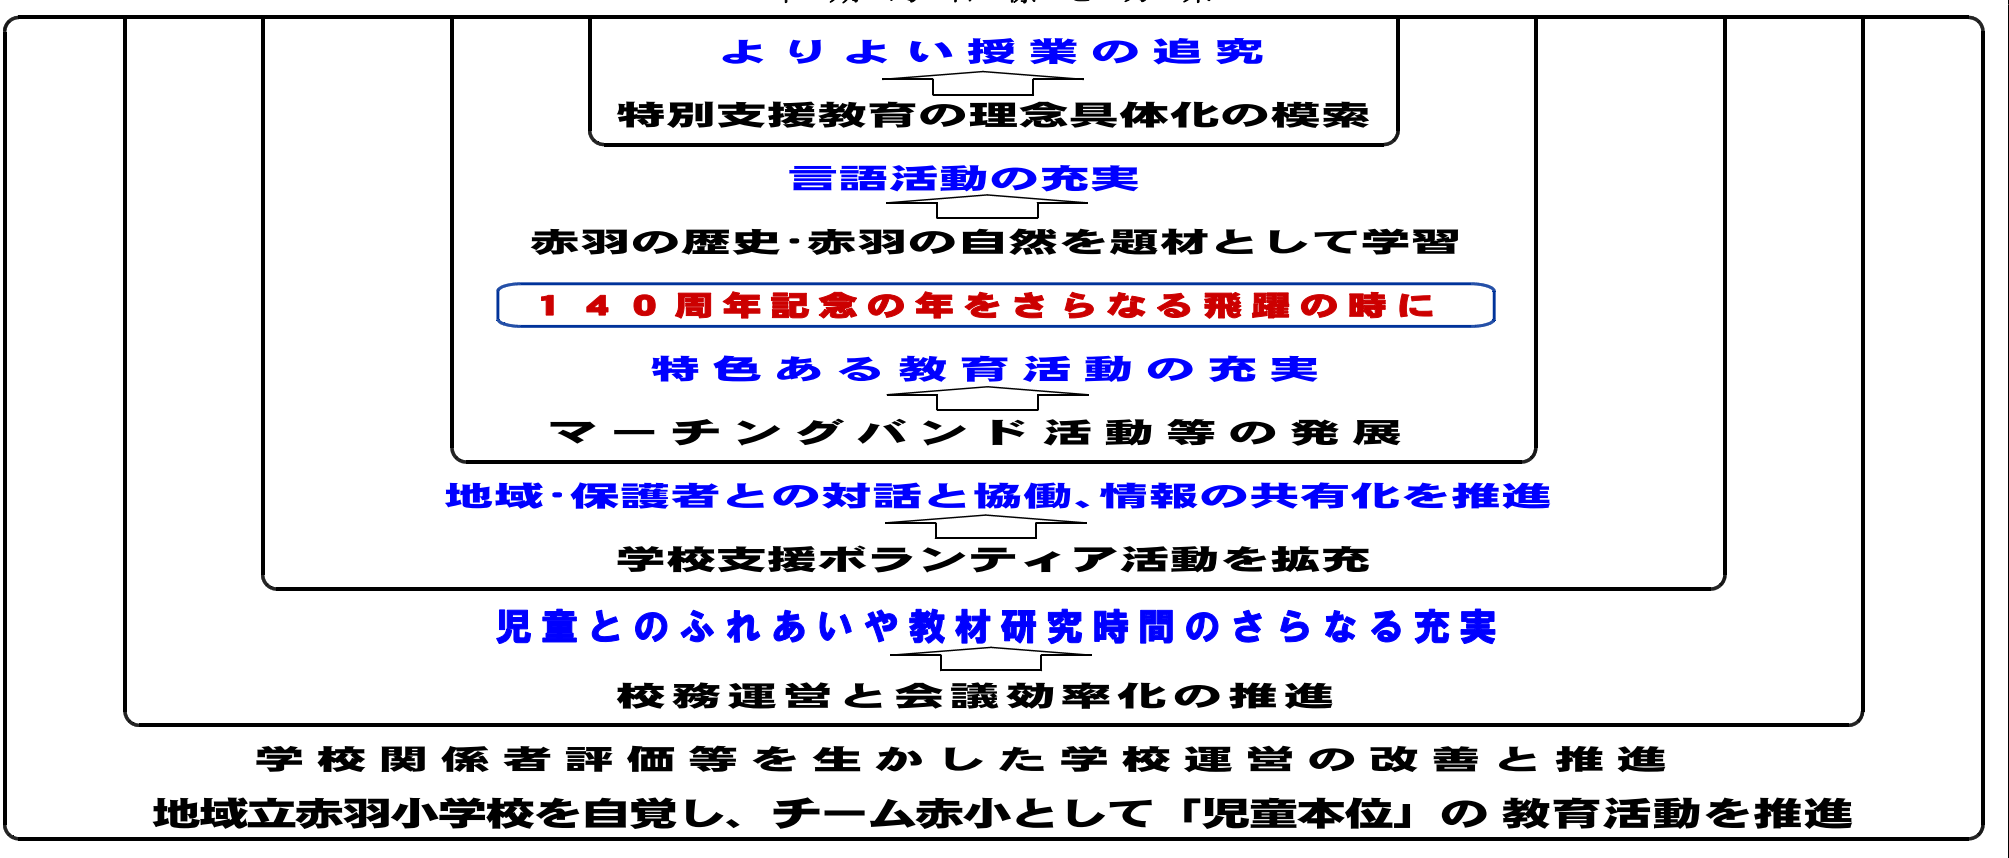 よりよい授業の追究
特別支援教育の理念具体化の模索
言語活動の充実
赤羽の歴史・赤羽の自然を題材として学習
１４０周年記念の年をさらなる飛躍の時に
特色ある教育活動の充実
マーチングバンド活動等の発展
地域・保護者との対話と協働、情報の共有化を推進
学校支援ボランティア活動を拡充
児童とのふれあいや教材研究時間のさらなる充実
校務運営と会議効率化の推進
学校関係者評価等を生かした学校運営の改善と推進
地域立赤羽小学校を自覚し、チーム赤小として「児童本位」の 教育活動を推進